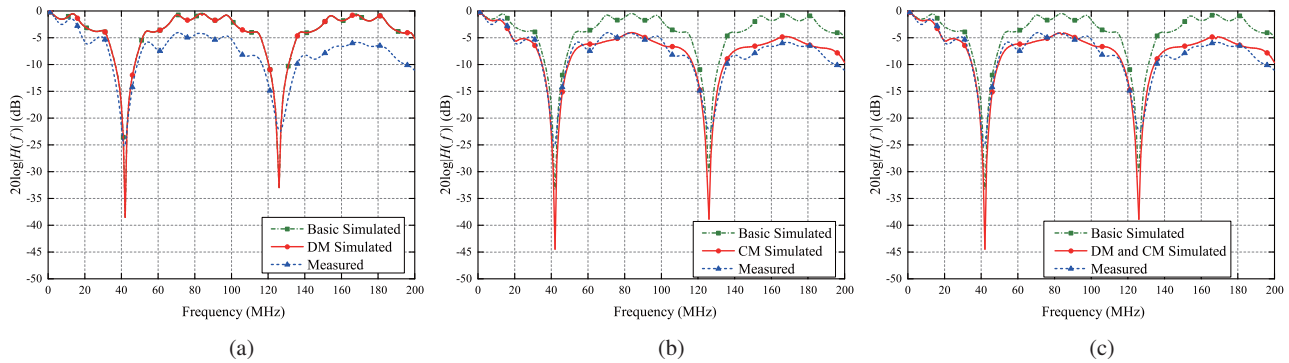 0
-5
-10
-15
-20
-25
-30
-35
-40
-45
-50
20log|H(f)| (dB)
Basic Simulated
DM Simulated
Measured
0 20 40 60 80 100 120 140 160 180 200
Frequency (MHz)
(a)
0
-5
-10
-15
-20
-25
-30
-35
-40
-45
-50
20log|H(f)| (dB)
Basic Simulated
CM Simulated
Measured
0 20 40 60 80 100 120 140 160 180 200
Frequency (MHz)
(b)
0
-5
-10
-15
-20
-25
-30
-35
-40
-45
-50
20log|H(f)| (dB)
Basic Simulated
DM and CM Simulated
Measured
0 20 40 60 80 100 120 140 160 180 200
Frequency (MHz)
(c)